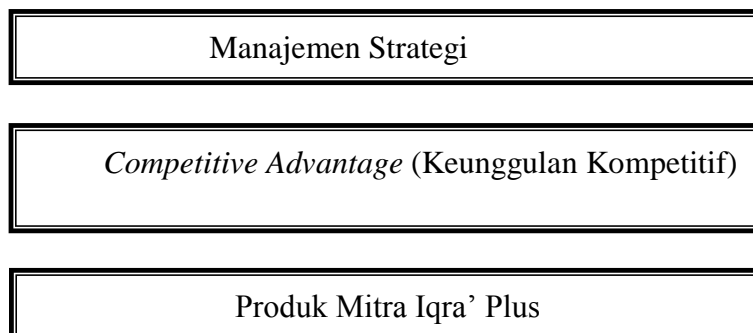 Manajemen Strategi
Competitive Advantage (Keunggulan Kompetitif)
Produk Mitra Iqra’ Plus